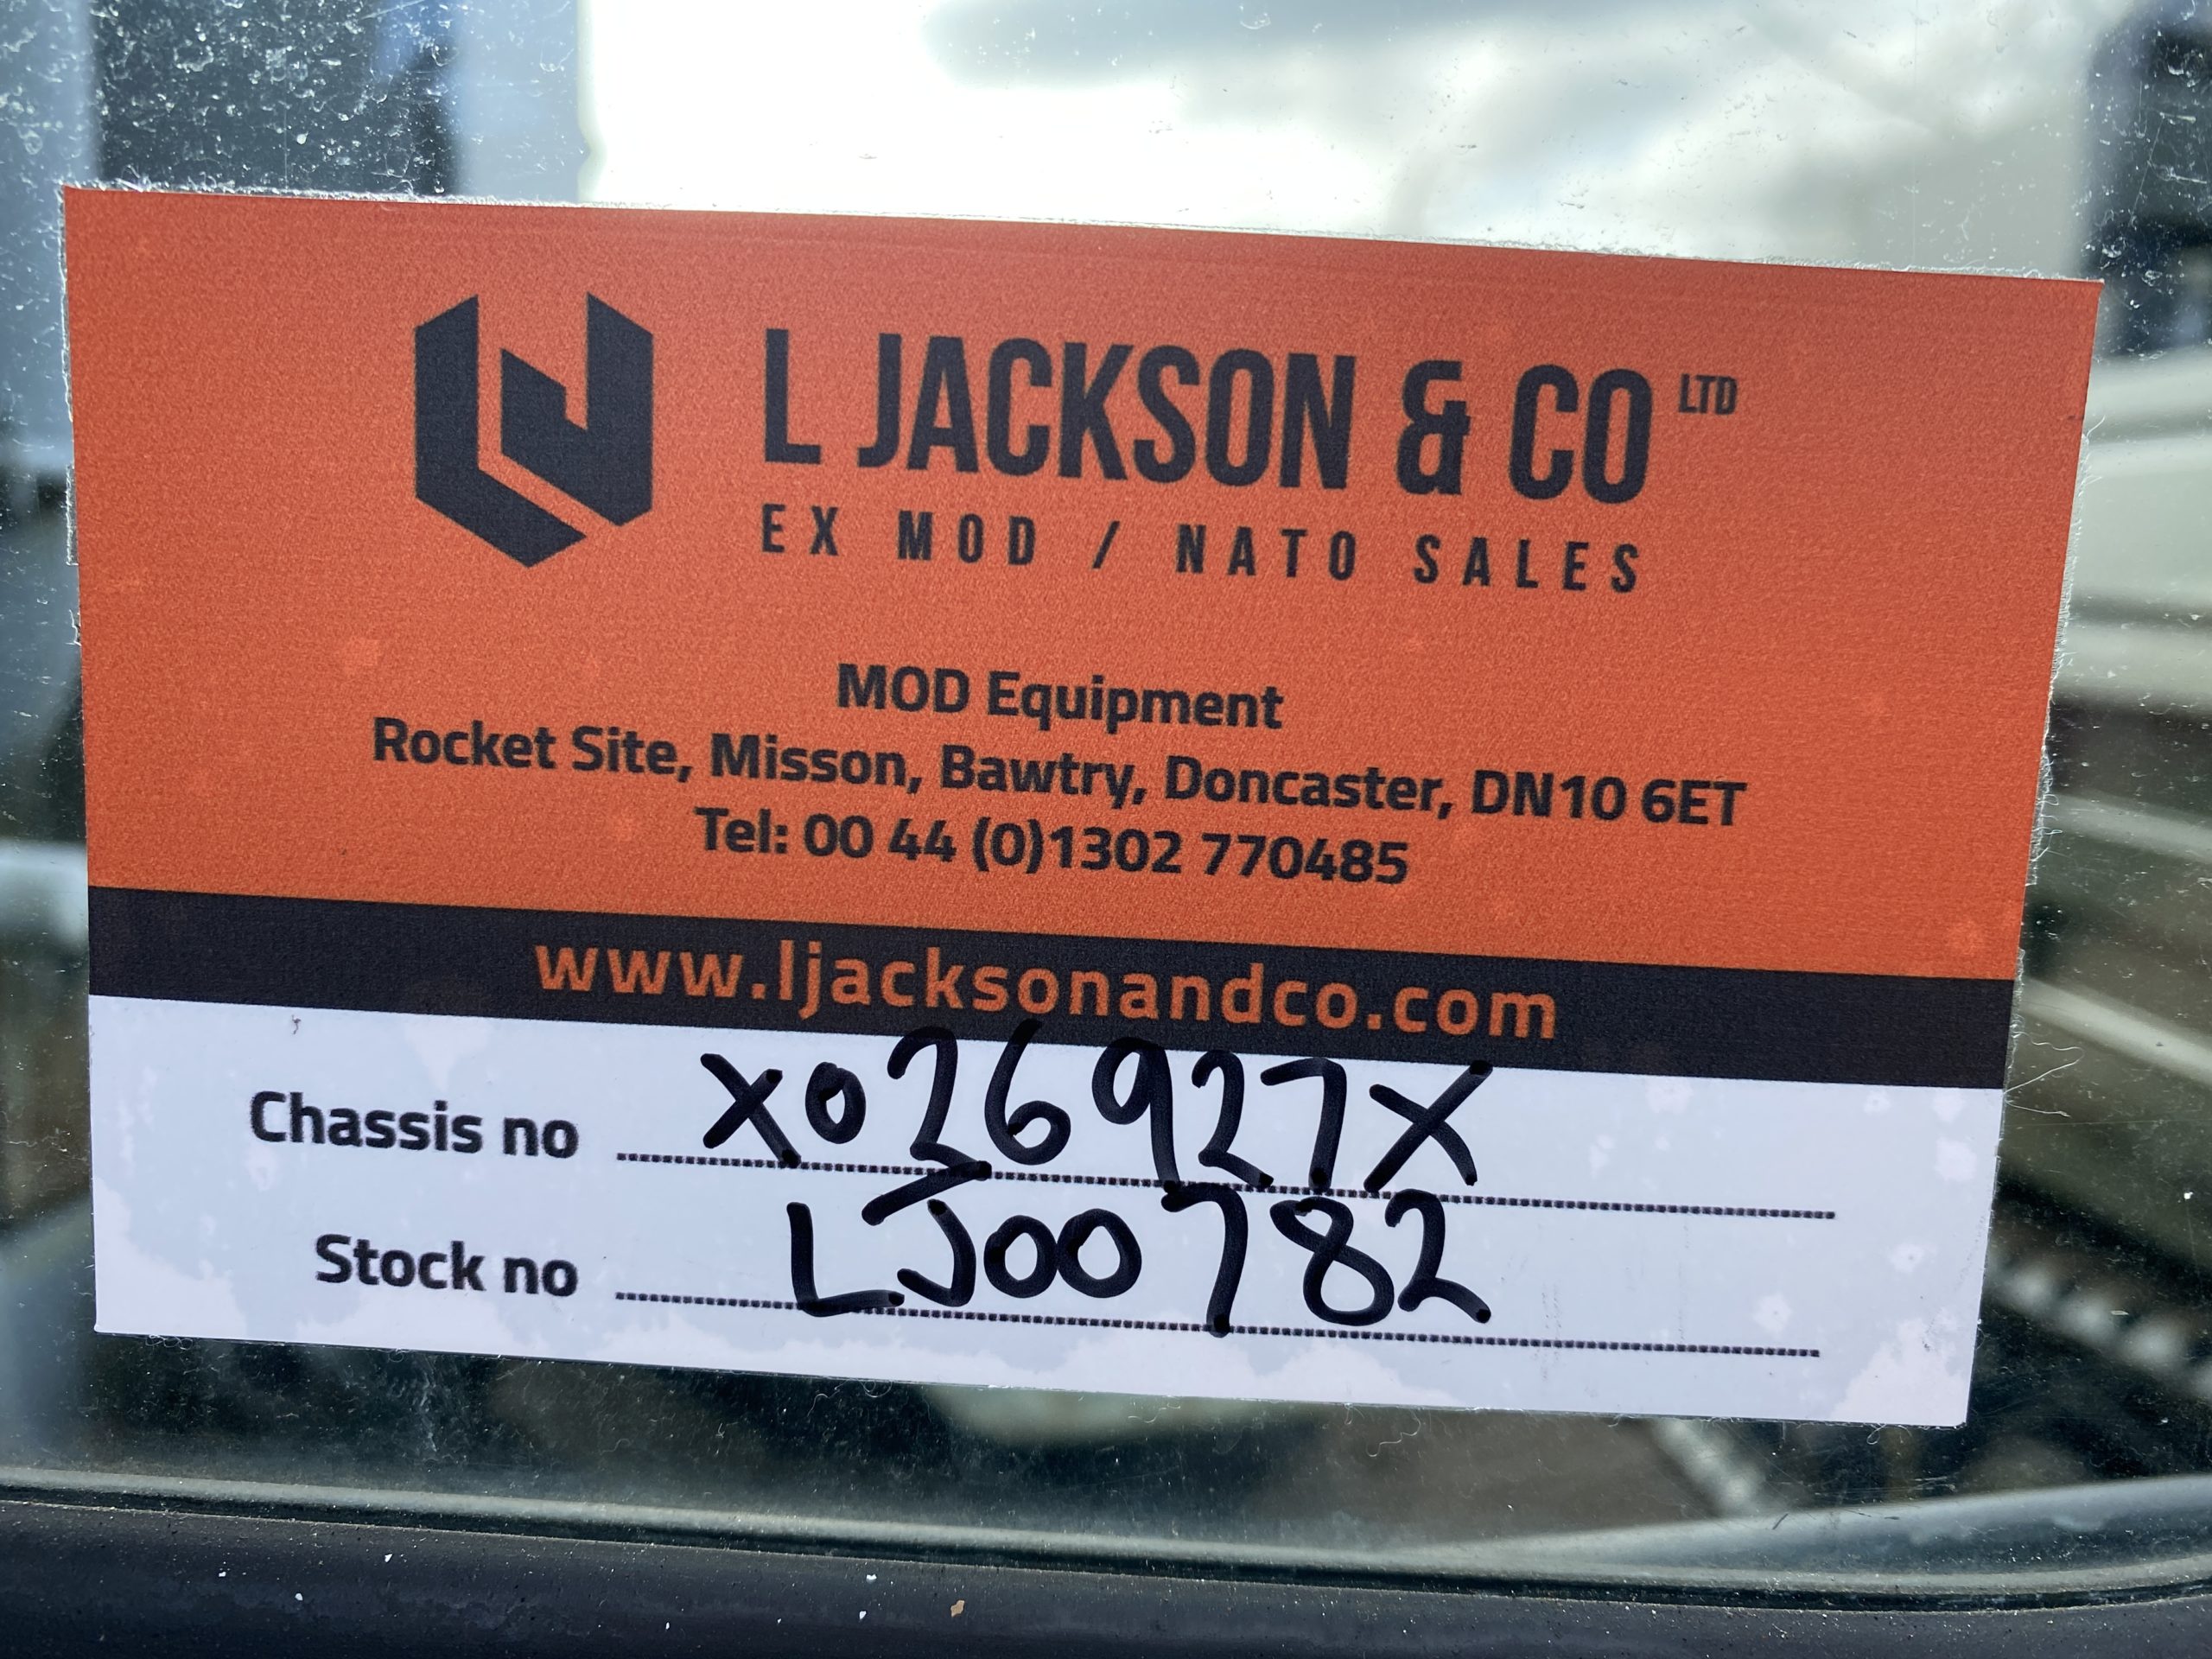 L JACKSON & CO LTD
EX MOD / NATO SALES
MOD Equipment
Rocket Site, Misson, Bawtry, Doncaster, DN10 6ET
Tel: 00 44 (0)1302 770485
www.ljacksonandco.com
Chassis no X026927X
Stock no LJ00782